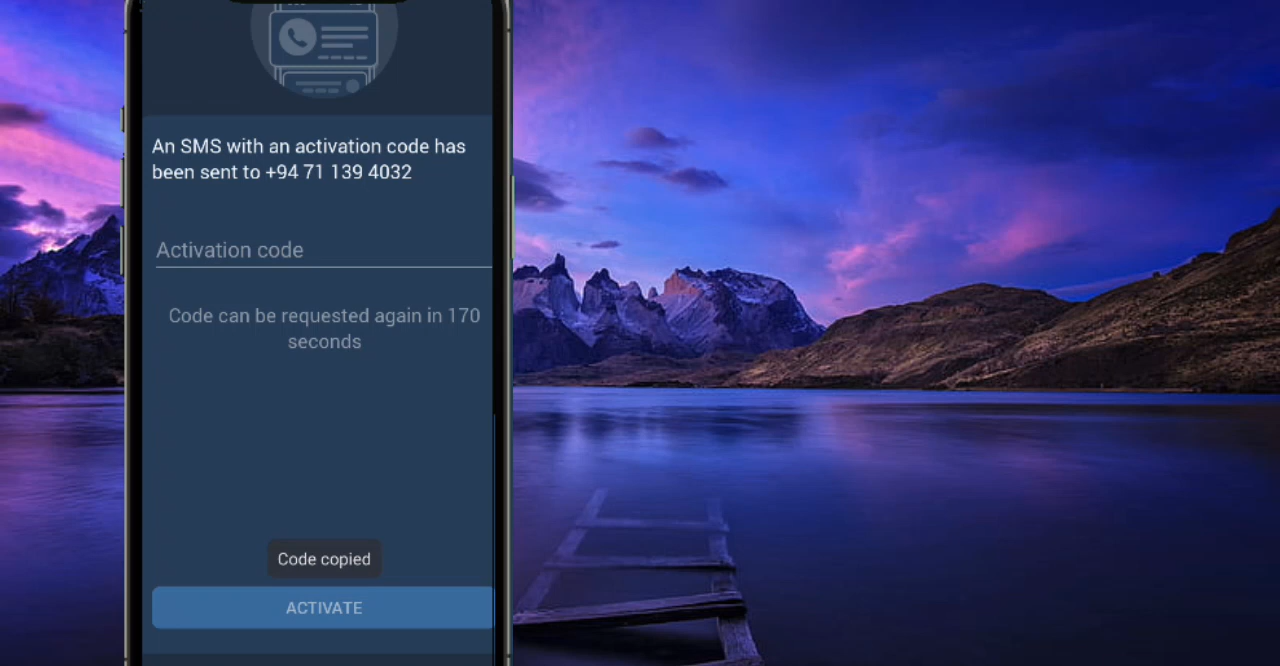 An SMS with an activation code has
been sent to +94 71 139 4032
Activation code
Code can be requested again in 170
seconds
Code copied
ACTIVATE